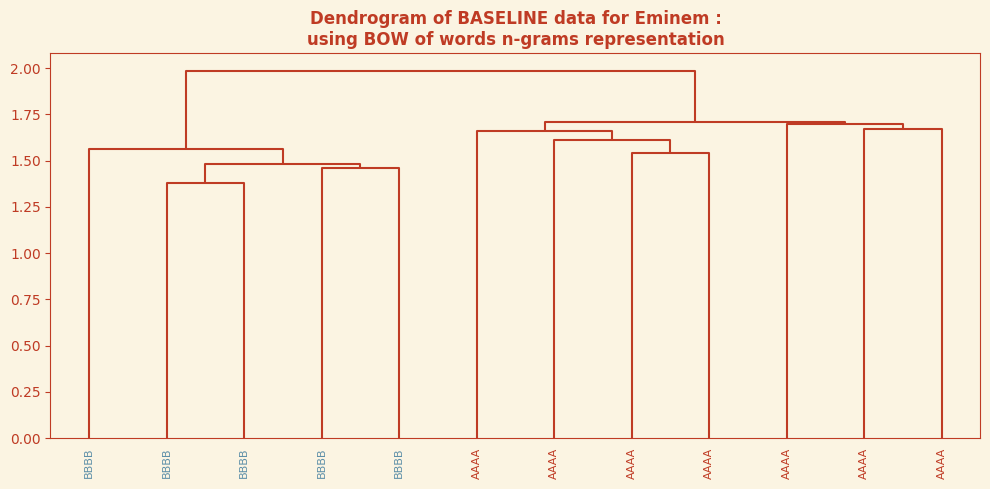 Dendrogram of BASELINE data for Eminem :
using BOW of words n-grams representation
2.00
1.75
1.50
1.25
1.00
0.75
0.50
0.25
0.00
BBBB
BBBB
BBBB
BBBB
BBBB
AAAA
AAAA
AAAA
AAAA
AAAA
AAAA
AAAA